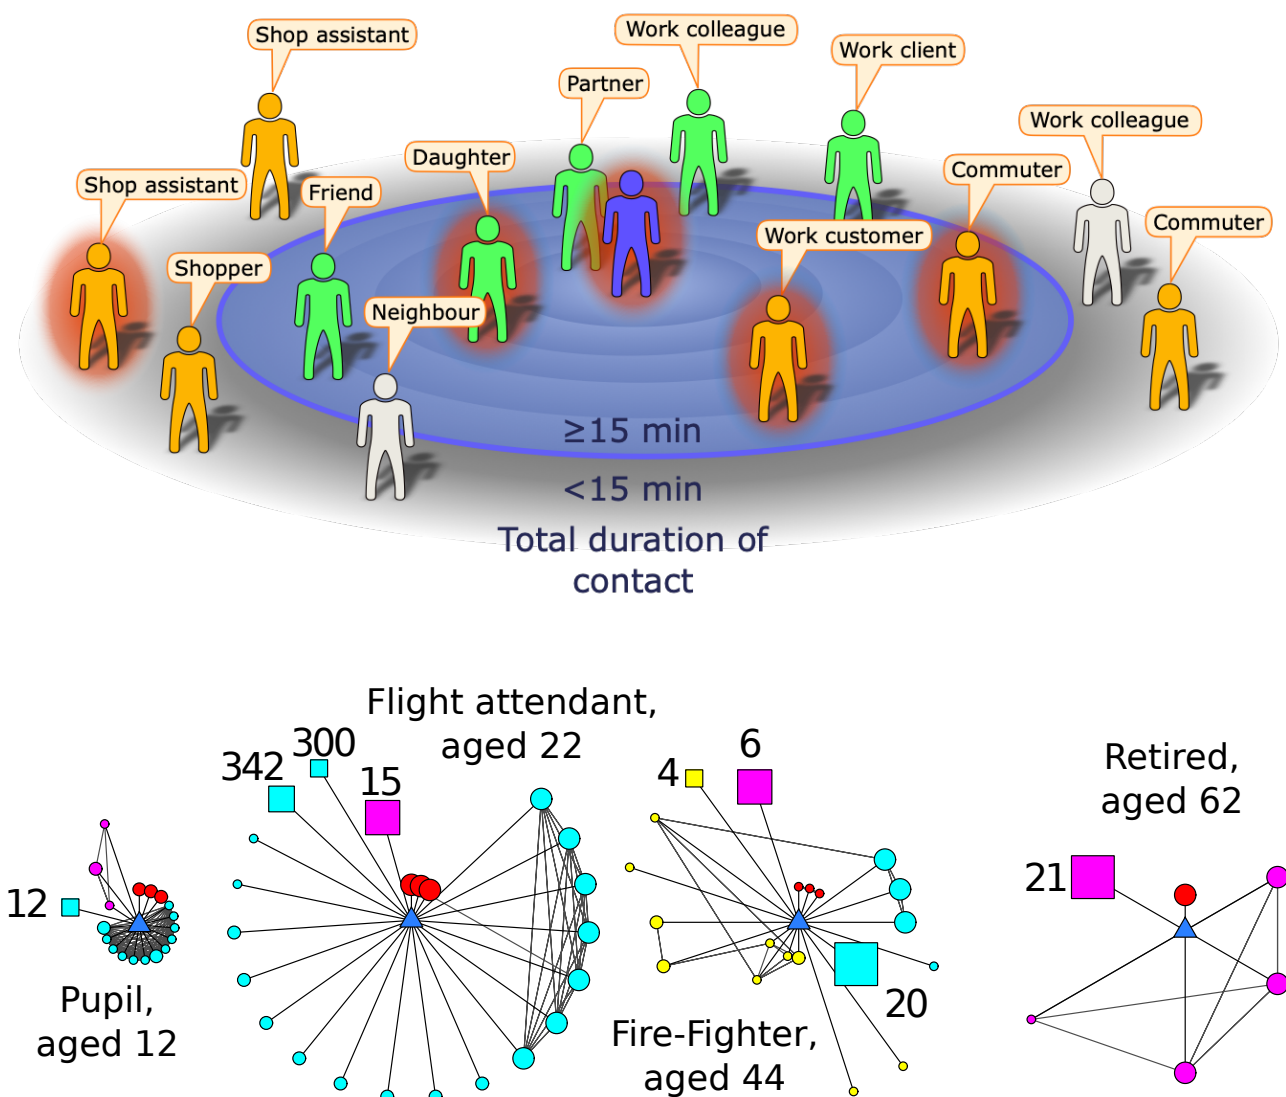 Shop assistant
Work colleague
Work client
Partner
Work colleague
Daughter
Commuter
Shop assistant
Friend
Commuter
Work customer
Shopper
Neighbour
≥15 min
<15 min
Total duration of
contact
Flight attendant,
aged 22
300
342
15
6
4
Retired,
aged 62
21
12
Pupil,
aged 12
20
Fire-Fighter,
aged 44